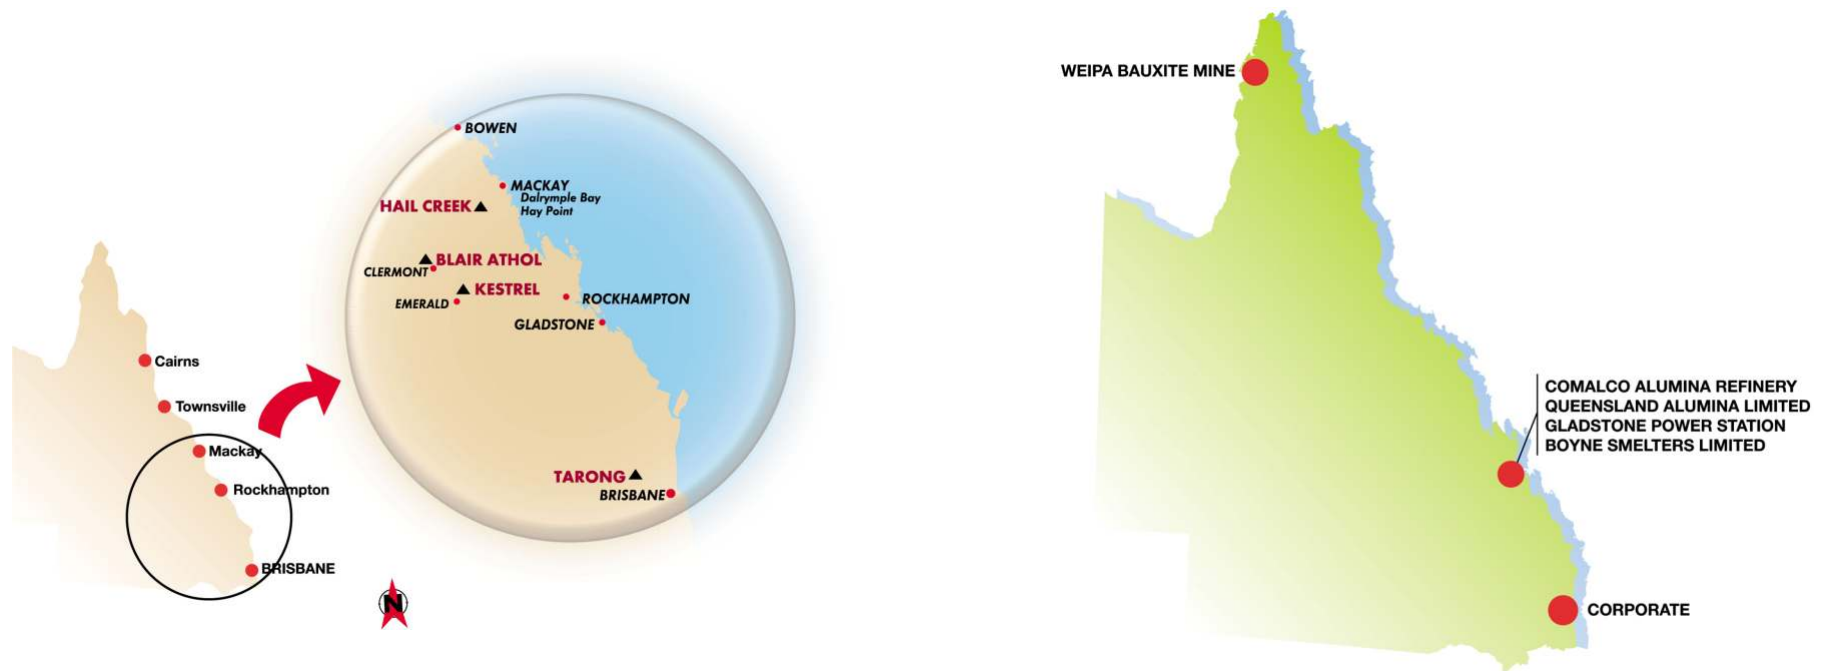 Cairns
Townsville
Mackay
Rockhampton
BRISBANE
BOWEN
MACKAY
Dalrymple Bay
Hay Point
HAIL CREEK
BLAIR ATHOL
CLERMONT
KESTREL
EMERALD
ROCKHAMPTON
GLADSTONE
TARONG
BRISBANE
N
WEIPA BAUXITE MINE
COMALCO ALUMINA REFINERY
QUEENSLAND ALUMINA LIMITED
GLADSTONE POWER STATION
BOYNE SMELTERS LIMITED
CORPORATE